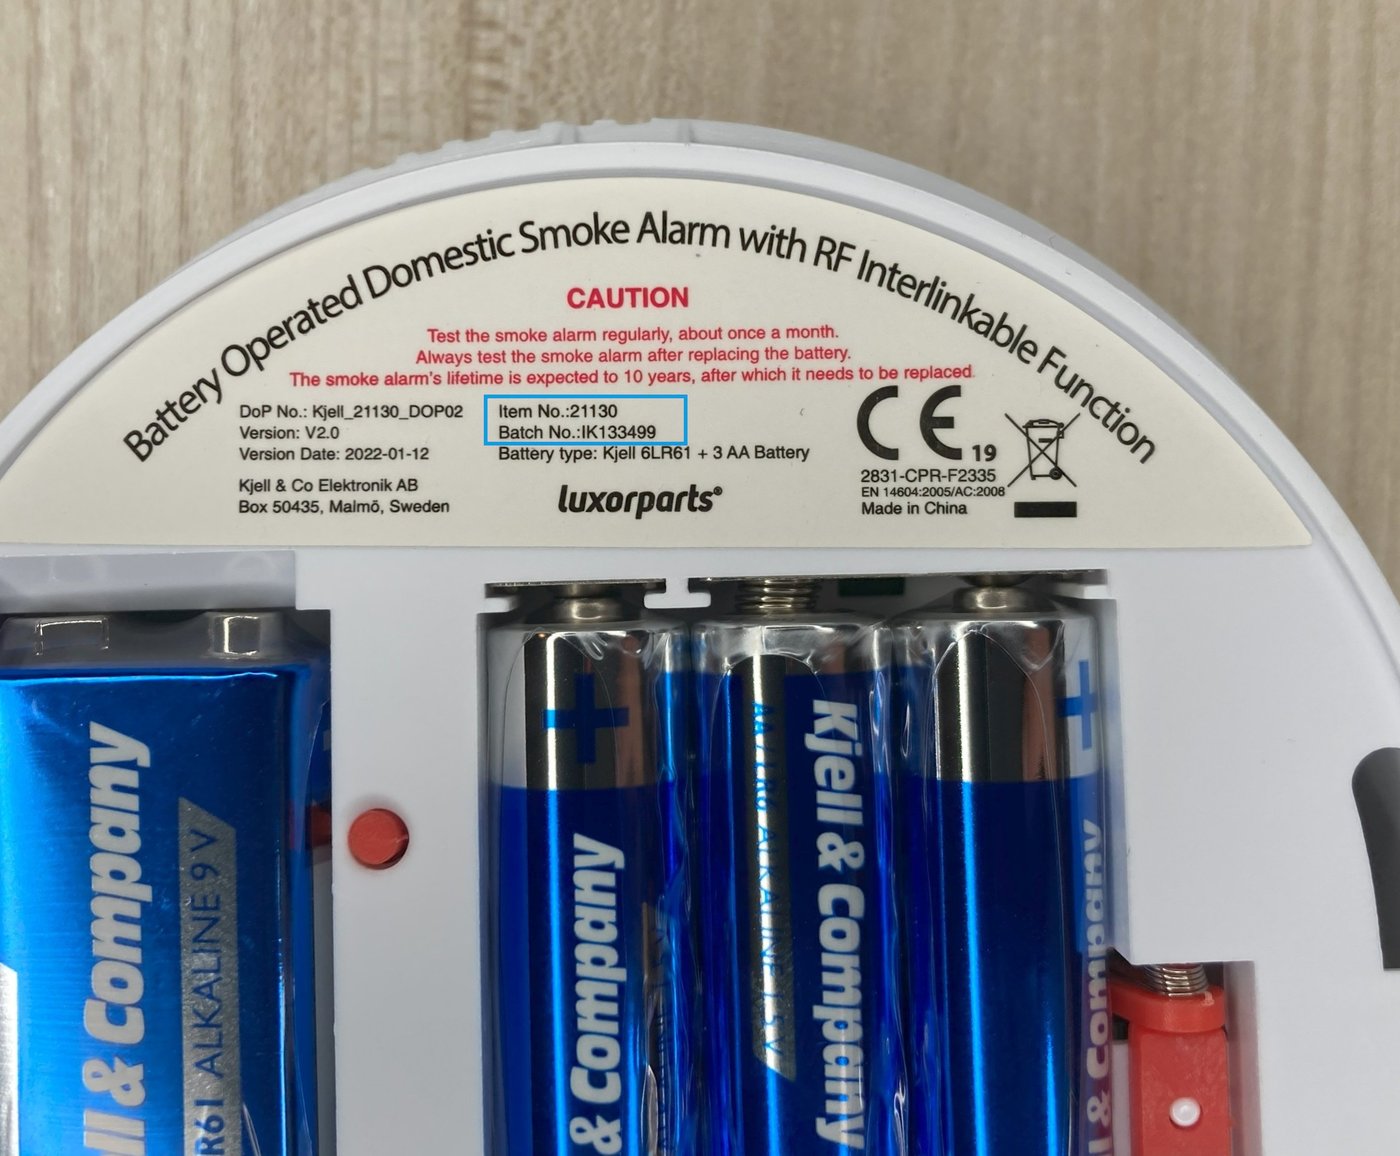 Battery Operated Domestic Smoke Alarm with RF Interlinkable Function
CAUTION
Test the smoke alarm regularly, about once a month.
Always test the smoke alarm after replacing the battery.
The smoke alarm's lifetime is expected to 10 years, after which it needs to be replaced.
DoP No.: Kjell_21130_DOP02
Version: V2.0
Version Date: 2022-01-12
Kjell & Co Elektronik AB
Box 50435, Malmö, Sweden
Item No.:21130
Batch No.:IK133499
Battery type: Kjell 6LR61 + 3 AA Battery
luxorparts®
CE 19
2831-CPR-F2335
EN 14604:2005/AC:2008
Made in China
ll & Company
R61 ALKALINE 9V
+
& Company
Kjell & Company
ALKALINE 1.5 V
+
l & Company